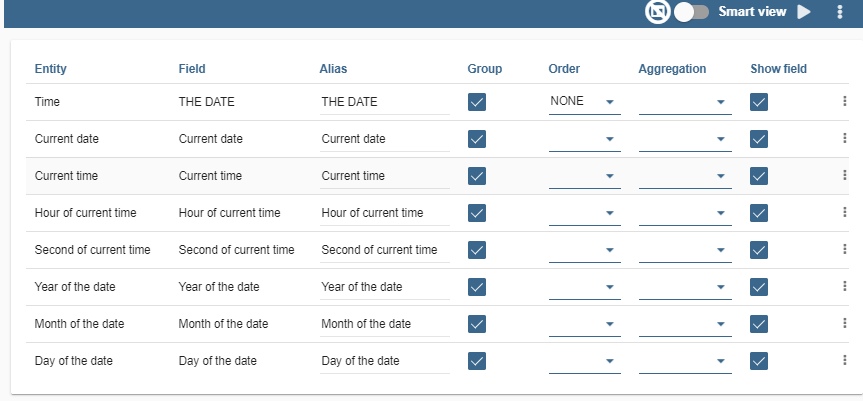 Smart view
Entity Field Alias Group Order Aggregation Show field
Time THE DATE THE DATE NONE
Current date Current date Current date
Current time Current time Current time
Hour of current time Hour of current time Hour of current time
Second of current time Second of current time Second of current time
Year of the date Year of the date Year of the date
Month of the date Month of the date Month of the date
Day of the date Day of the date Day of the date